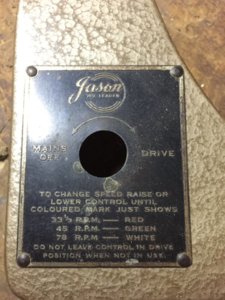 Jason
MAINS
OFF.
DRIVE
TO CHANGE SPEED RAISE OR
LOWER CONTROL UNTIL
COLOURED MARK JUST SHOWS
33⅓ R.P.M. — RED
45 R.P.M — GREEN
78 R.P.M — WHITE
DO NOT LEAVE CONTROL IN DRIVE
POSITION WHEN NOT IN USE.